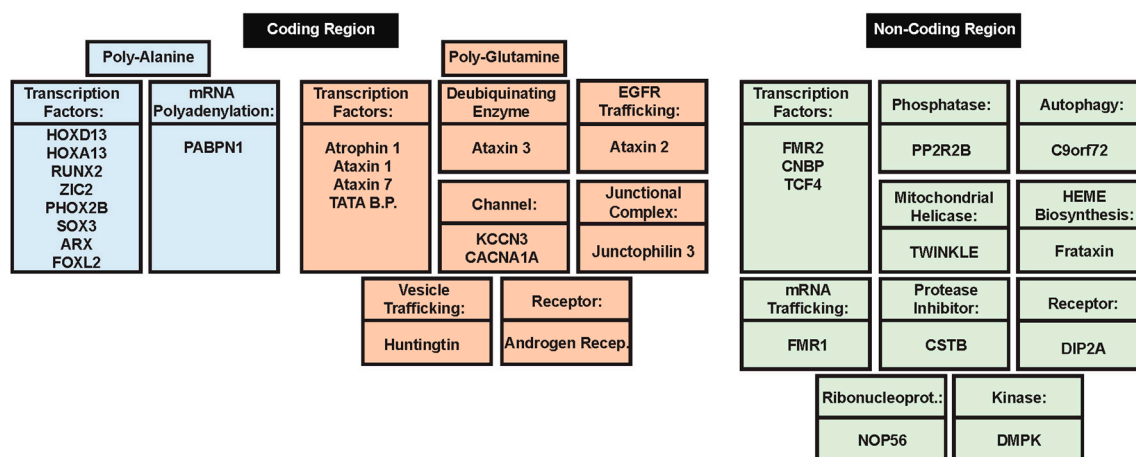 Coding Region
Poly-Alanine
Transcription
Factors:
HOXD13
HOXA13
RUNX2
ZIC2
PHOX2B
SOX3
ARX
FOXL2
mRNA
Polyadenylation:
PABPN1
Poly-Glutamine
Transcription
Factors:
Atrophin 1
Ataxin 1
Ataxin 7
TATA B.P.
Deubiquinating
Enzyme
Ataxin 3
EGFR
Trafficking:
Ataxin 2
Channel:
KCCN3
CACNA1A
Junctional
Complex:
Junctophilin 3
Vesicle
Trafficking:
Huntingtin
Receptor:
Androgen Recep.
Non-Coding Region
Transcription
Factors:
FMR2
CNBP
TCF4
Phosphatase:
PP2R2B
Autophagy:
C9orf72
Mitochondrial
Helicase:
TWINKLE
HEME
Biosynthesis:
Frataxin
mRNA
Trafficking:
FMR1
Protease
Inhibitor:
CSTB
Receptor:
DIP2A
Ribonucleoprot.:
NOP56
Kinase:
DMPK